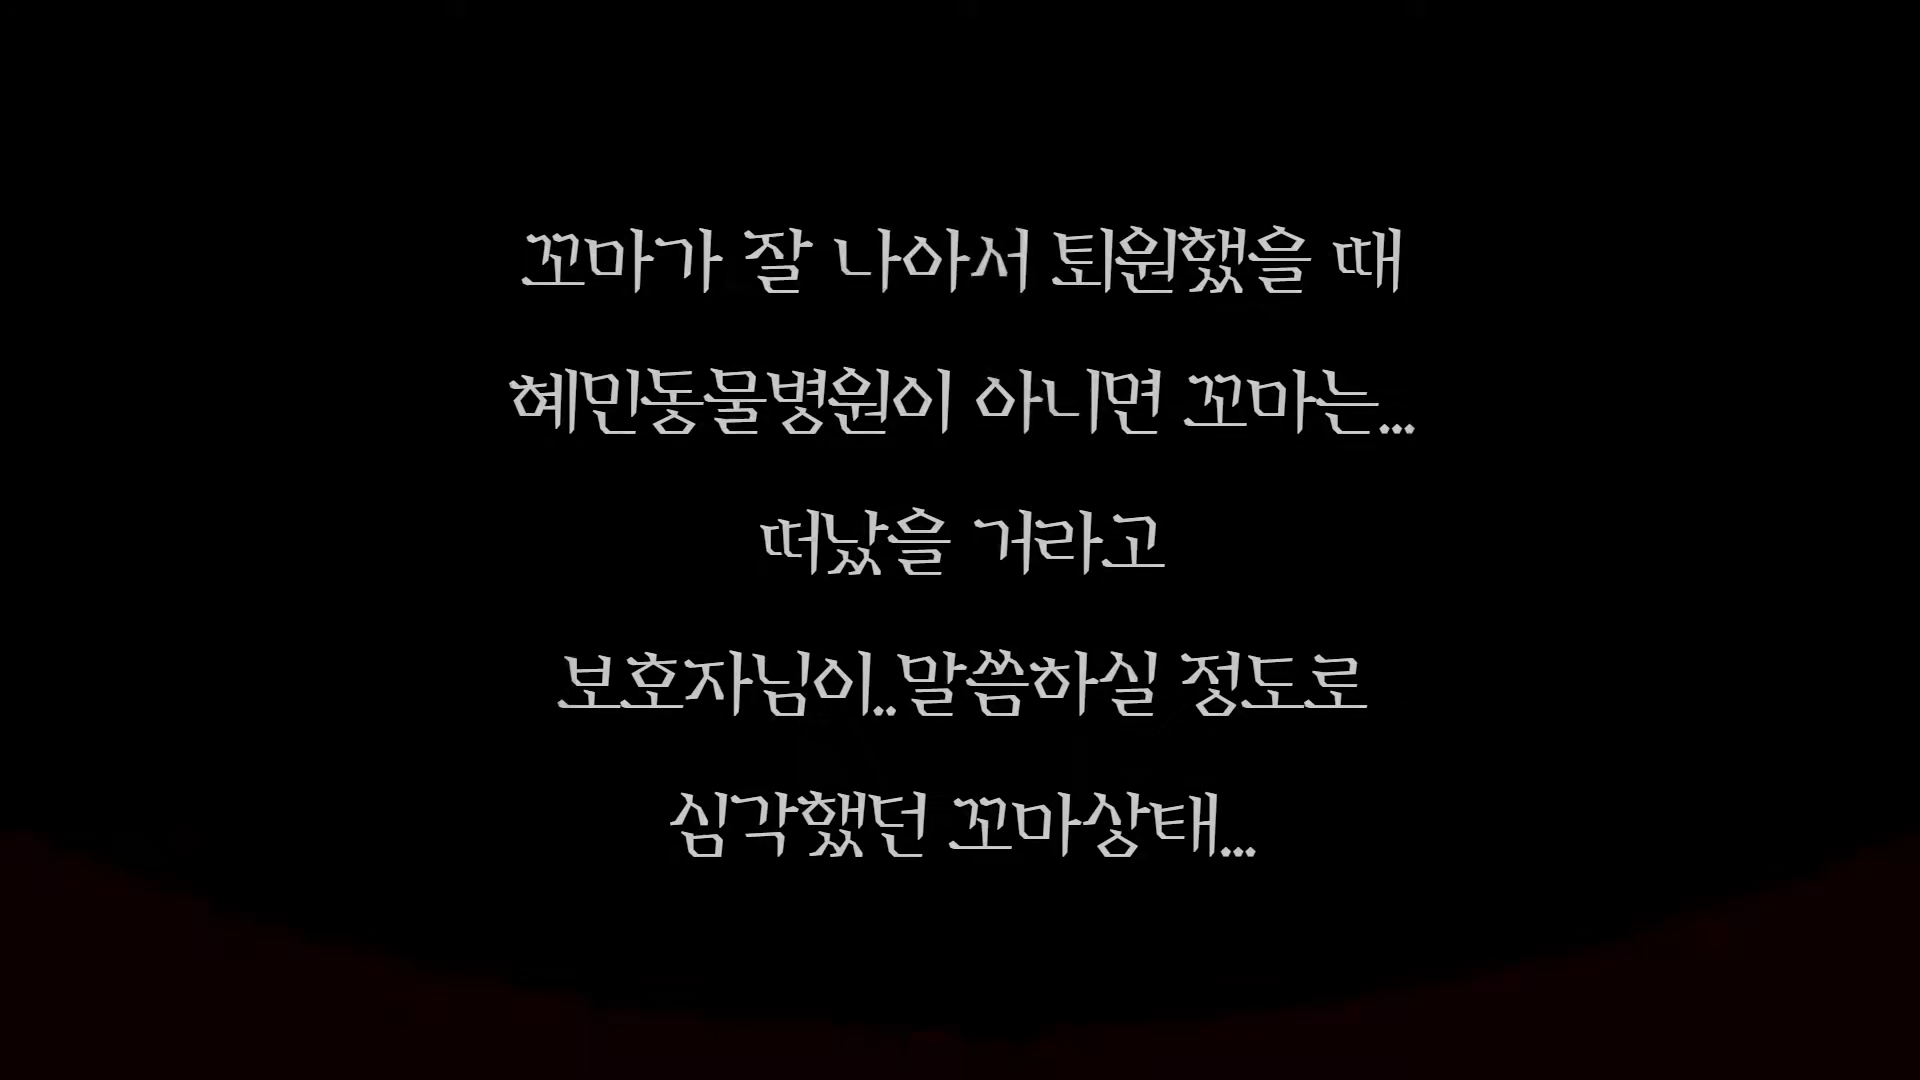 꼬마가 잘 나아서 퇴원했을 때
혜민동물병원이 아니면 꼬마는...
떠났을 거라고
보호자님이..말씀하실 정도로
심각했던 꼬마상태...